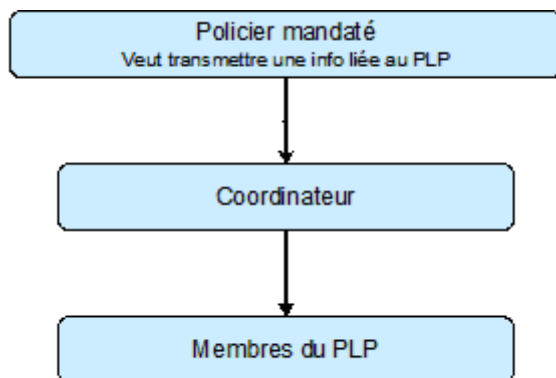 Policier mandaté
Veut transmettre une info liée au PLP
Coordinateur
Membres du PLP